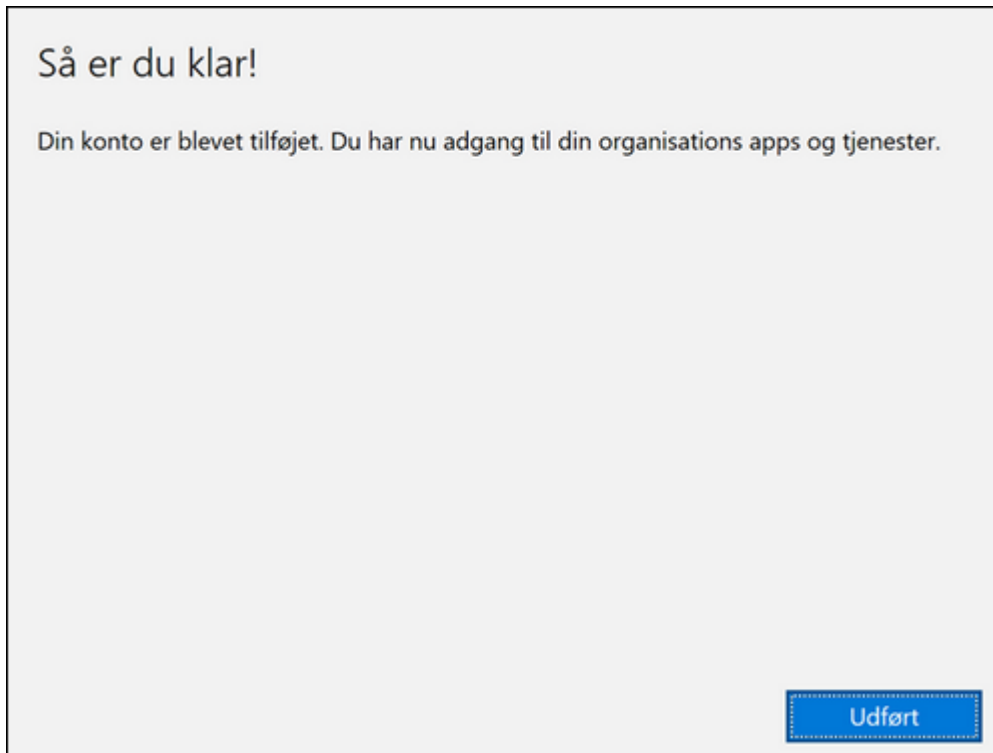 Så er du klar!
Din konto er blevet tilføjet. Du har nu adgang til din organisations apps og tjenester.
Udført